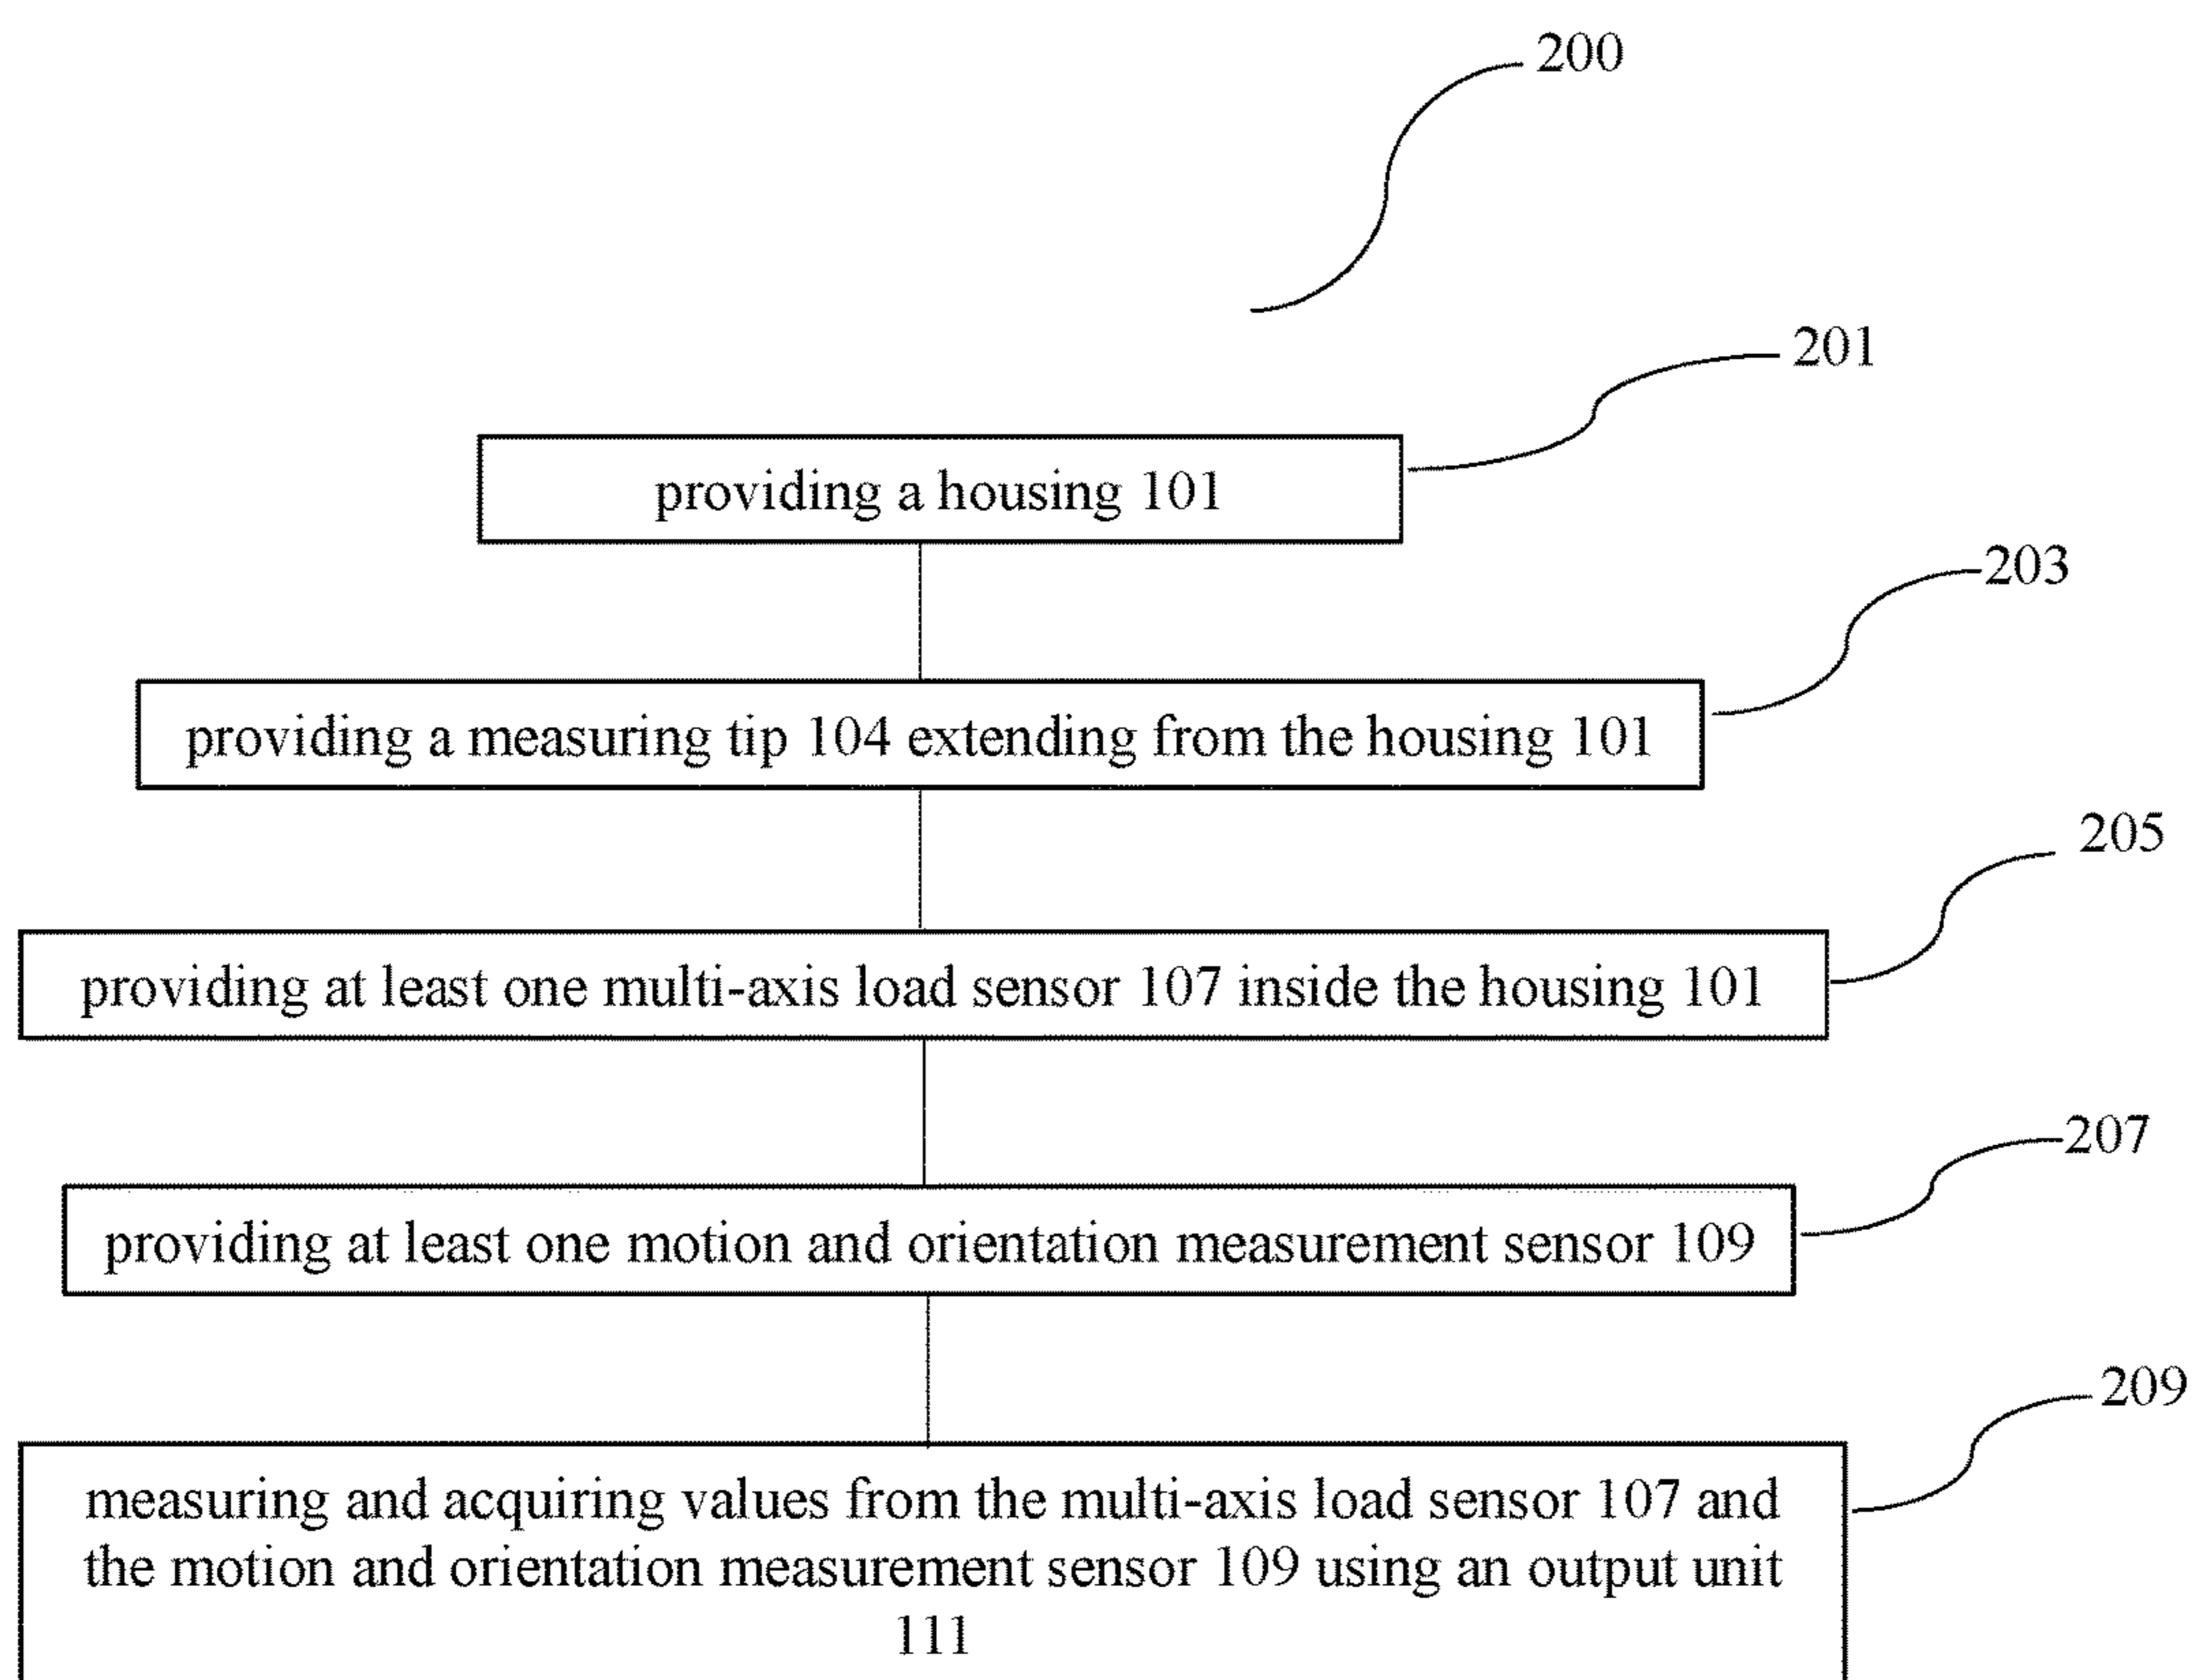 200
201
providing a housing 101
203
providing a measuring tip 104 extending from the housing 101
205
providing at least one multi-axis load sensor 107 inside the housing 101
207
providing at least one motion and orientation measurement sensor 109
209
measuring and acquiring values from the multi-axis load sensor 107 and
the motion and orientation measurement sensor 109 using an output unit
111